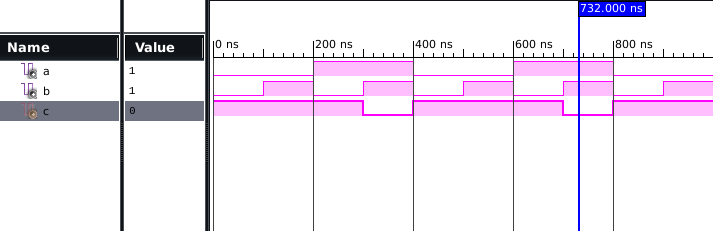 732.000 ns
Name Value 0 ns 200 ns 400 ns 600 ns 800 ns
a 1
b 1
c 0